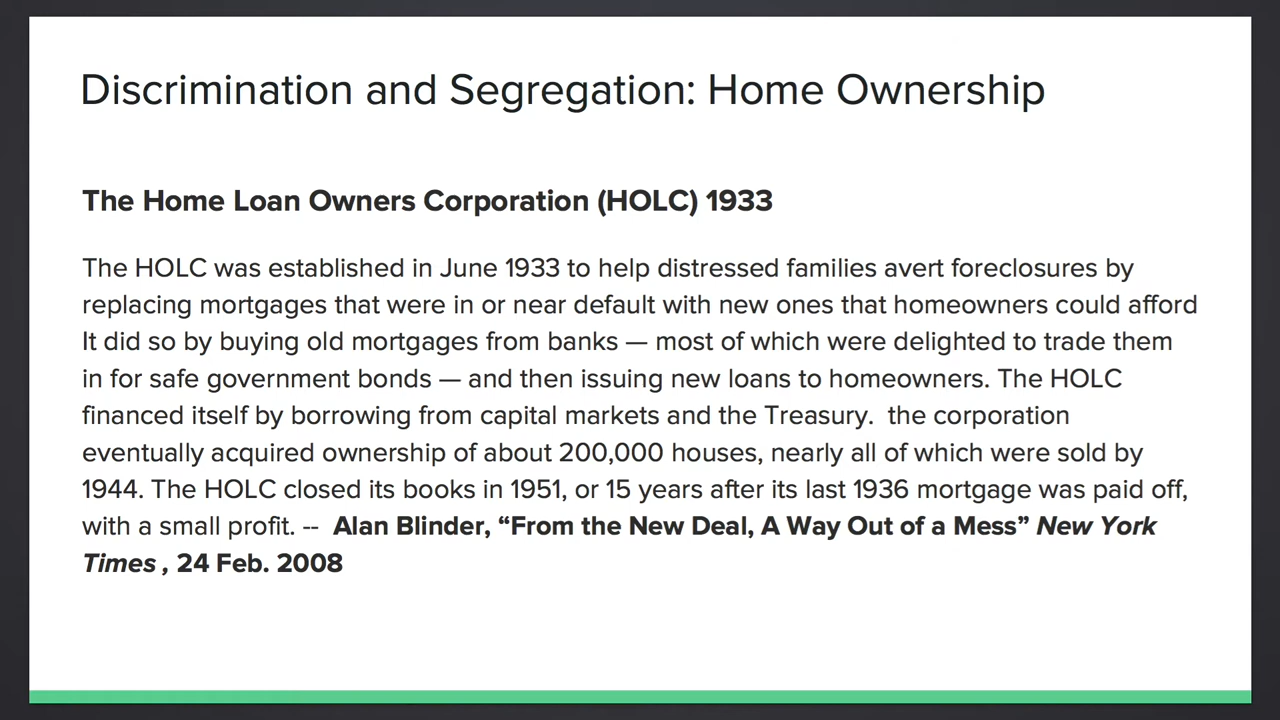 Discrimination and Segregation: Home Ownership
The Home Loan Owners Corporation (HOLC) 1933
The HOLC was established in June 1933 to help distressed families avert foreclosures by
replacing mortgages that were in or near default with new ones that homeowners could afford
It did so by buying old mortgages from banks — most of which were delighted to trade them
in for safe government bonds — and then issuing new loans to homeowners. The HOLC
financed itself by borrowing from capital markets and the Treasury.  the corporation
eventually acquired ownership of about 200,000 houses, nearly all of which were sold by
1944. The HOLC closed its books in 1951, or 15 years after its last 1936 mortgage was paid off,
with a small profit. --  Alan Blinder, “From the New Deal, A Way Out of a Mess” New York
Times , 24 Feb. 2008